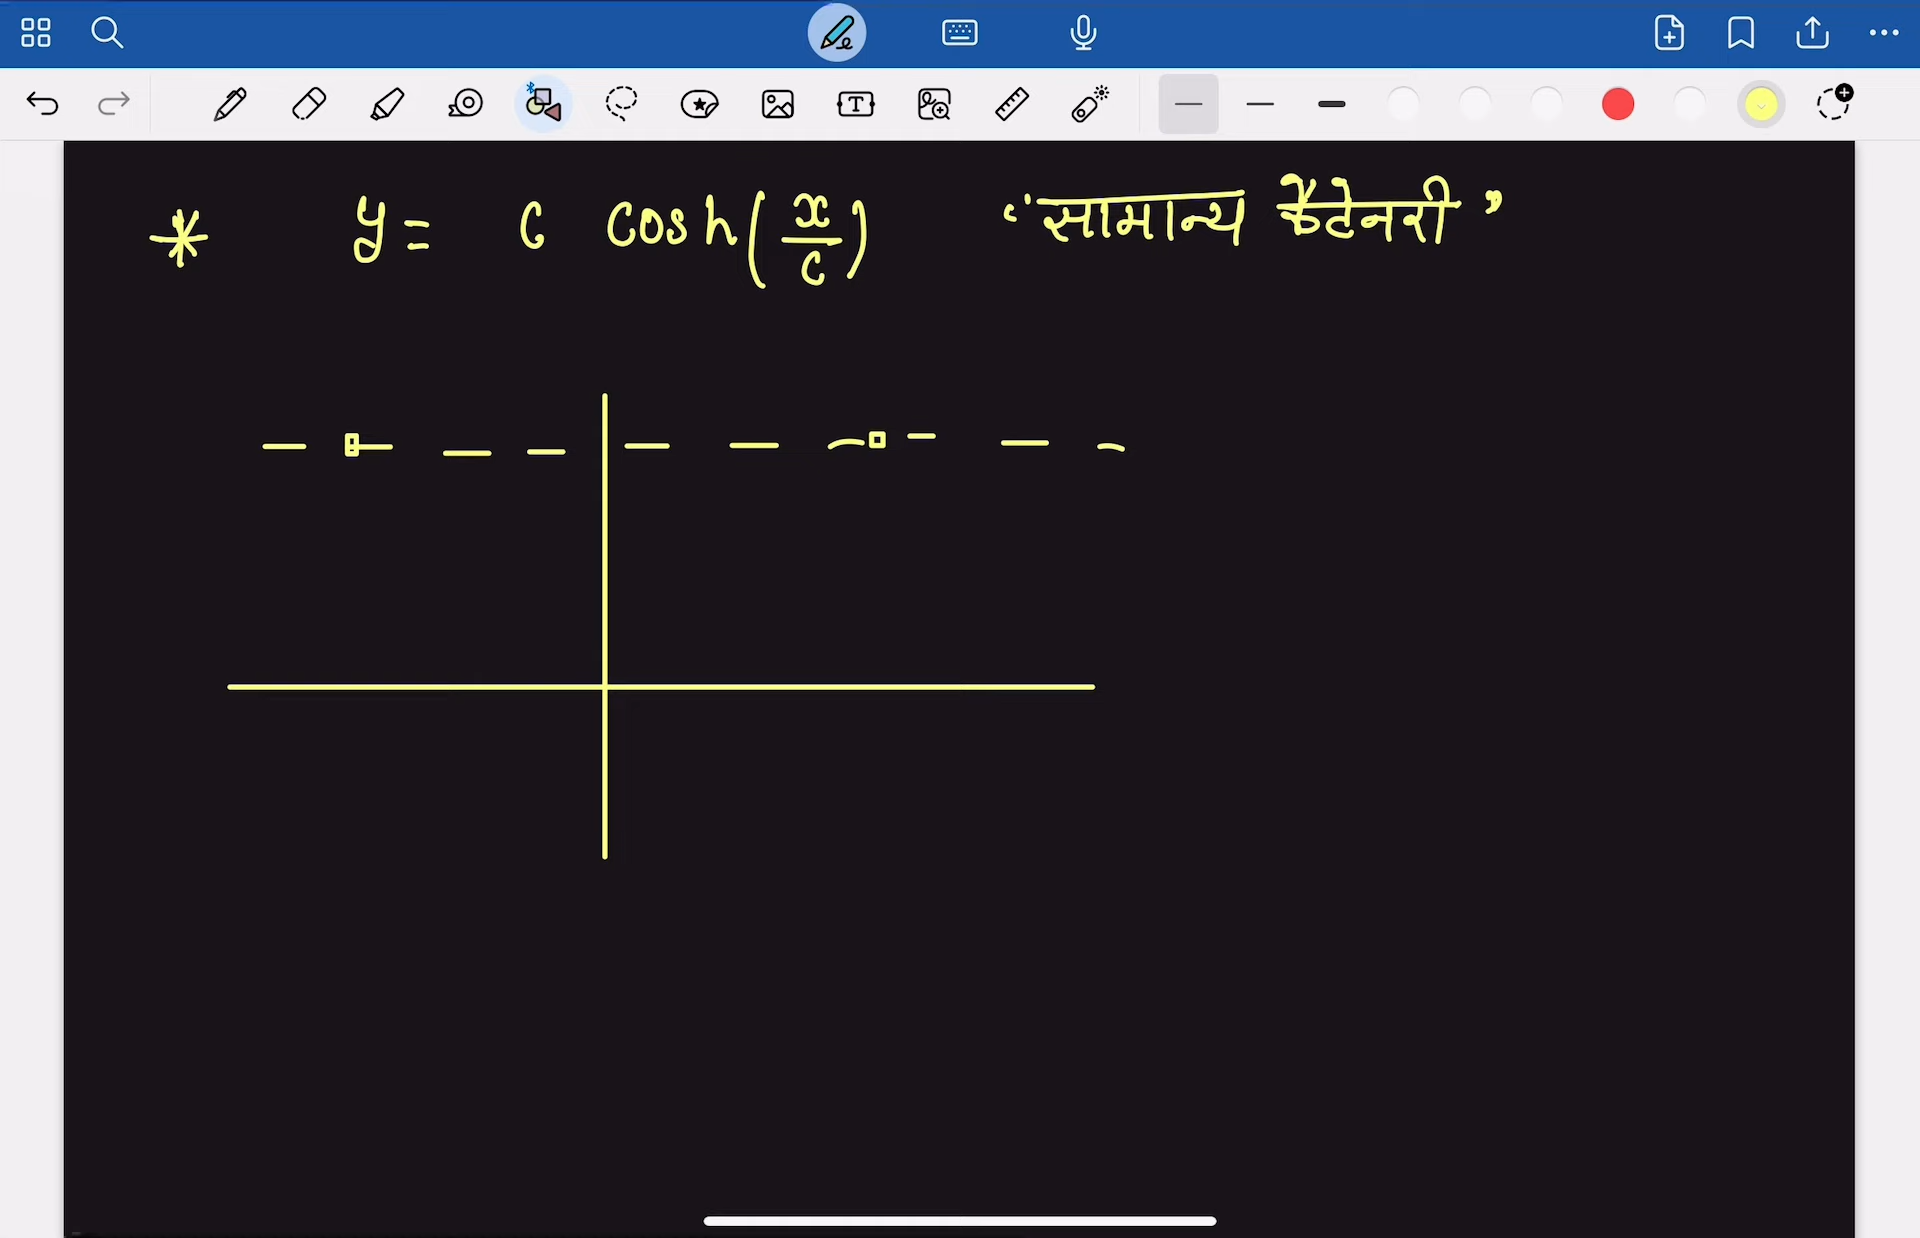 * y = c cosh(x/c) "सामान्य कैटेनरी"